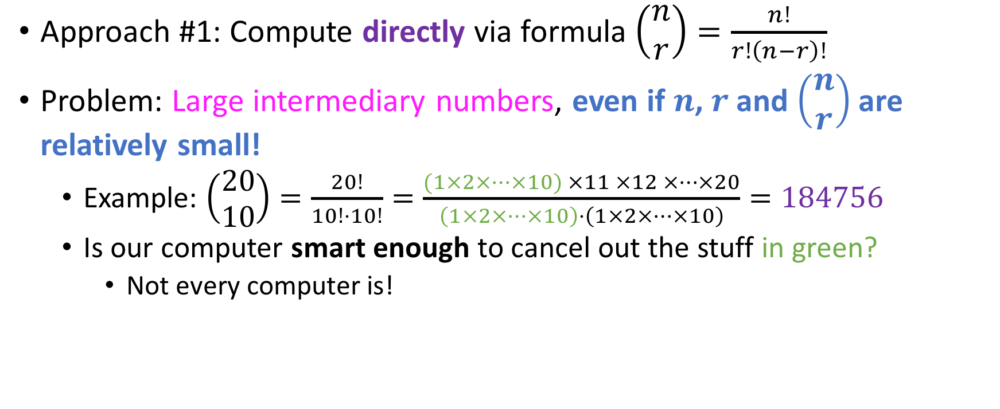 • Approach #1: Compute directly via formula $\binom{n}{r} = \frac{n!}{r!(n-r)!}$
• Problem: Large intermediary numbers, even if $n$, $r$ and $\binom{n}{r}$ are
relatively small!
• Example: $\binom{20}{10} = \frac{20!}{10!\cdot 10!} = \frac{(1\times 2\times \cdots \times 10) \times 11 \times 12 \times \cdots \times 20}{(1\times 2\times \cdots \times 10)\cdot(1\times 2\times \cdots \times 10)} = 184756$
• Is our computer smart enough to cancel out the stuff in green?
• Not every computer is!